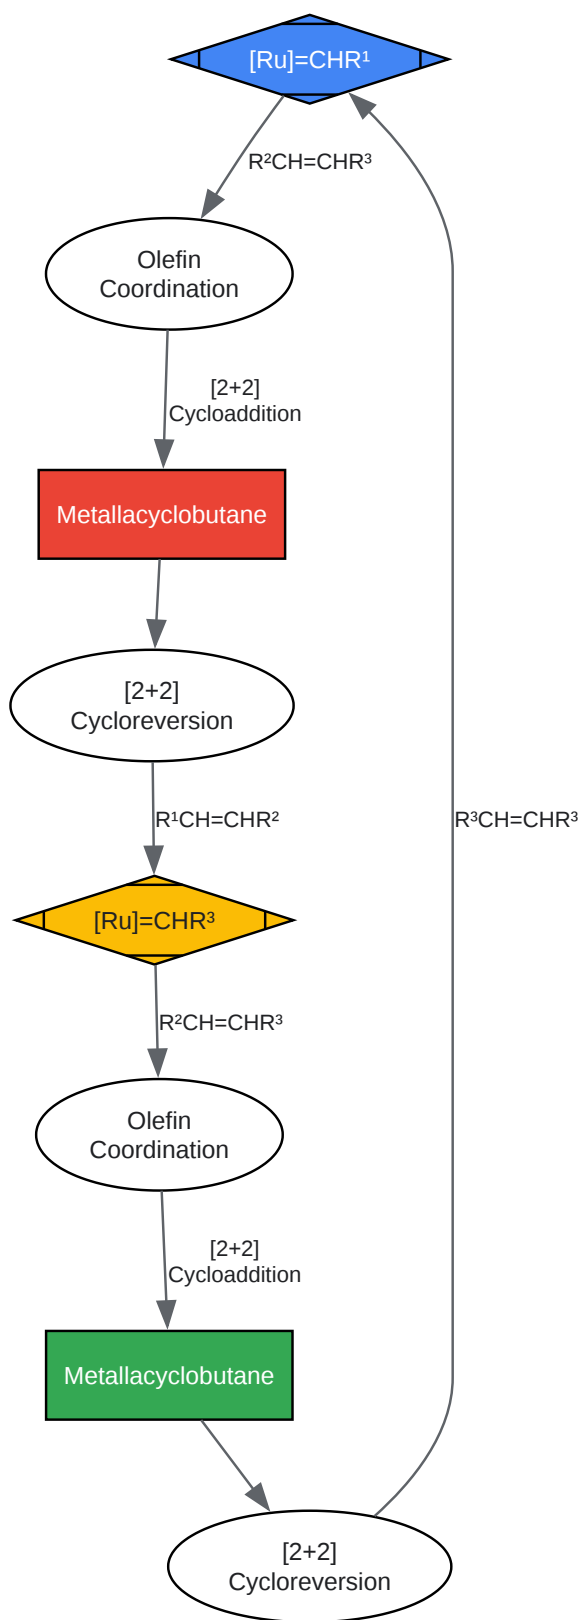 [Ru]=CHR¹
R²CH=CHR³
Olefin
Coordination
[2+2]
Cycloaddition
Metallacyclobutane
[2+2]
Cycloreversion
R¹CH=CHR²
R³CH=CHR³
[Ru]=CHR³
R²CH=CHR³
Olefin
Coordination
[2+2]
Cycloaddition
Metallacyclobutane
[2+2]
Cycloreversion